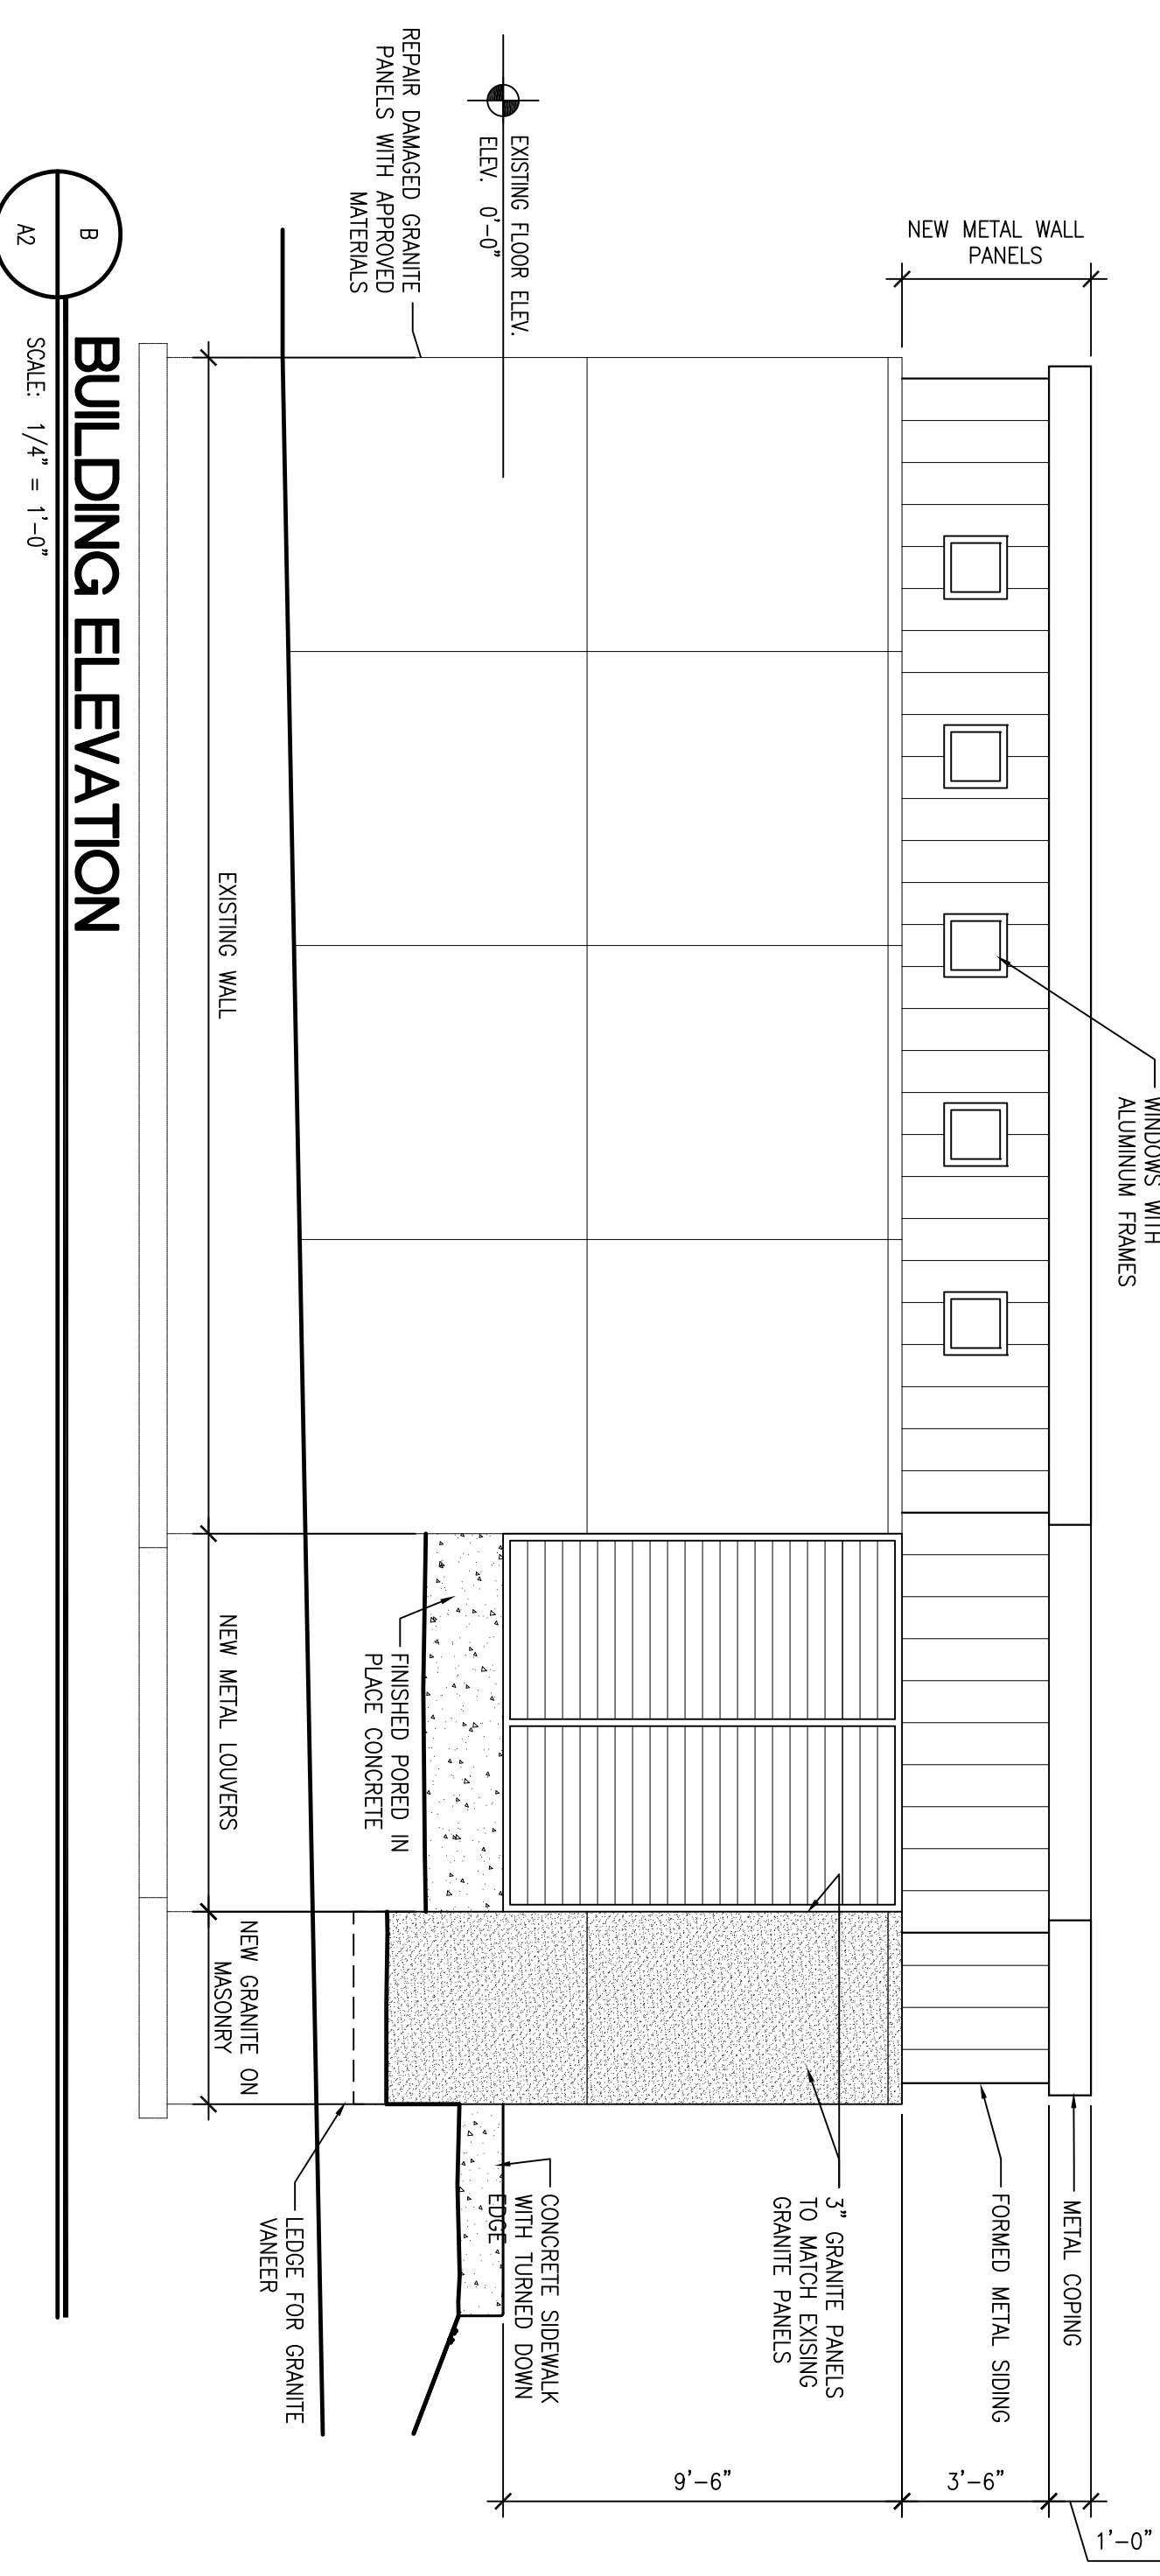 WINDOWS WITH
ALUMINUM FRAMES
NEW METAL WALL
PANELS
METAL COPING
FORMED METAL SIDING
1'-0"
3'-6"
9'-6"
3" GRANITE PANELS
TO MATCH EXISING
GRANITE PANELS
EXISTING FLOOR ELEV.
ELEV. 0'-0"
CONCRETE SIDEWALK
WITH TURNED DOWN
EDGE
REPAIR DAMAGED GRANITE
PANELS WITH APPROVED
MATERIALS
FINISHED PORED IN
PLACE CONCRETE
LEDGE FOR GRANITE
VANEER
EXISTING WALL
NEW METAL LOUVERS
NEW GRANITE ON
MASONRY
B
A2
BUILDING ELEVATION
SCALE: 1/4" = 1'-0"